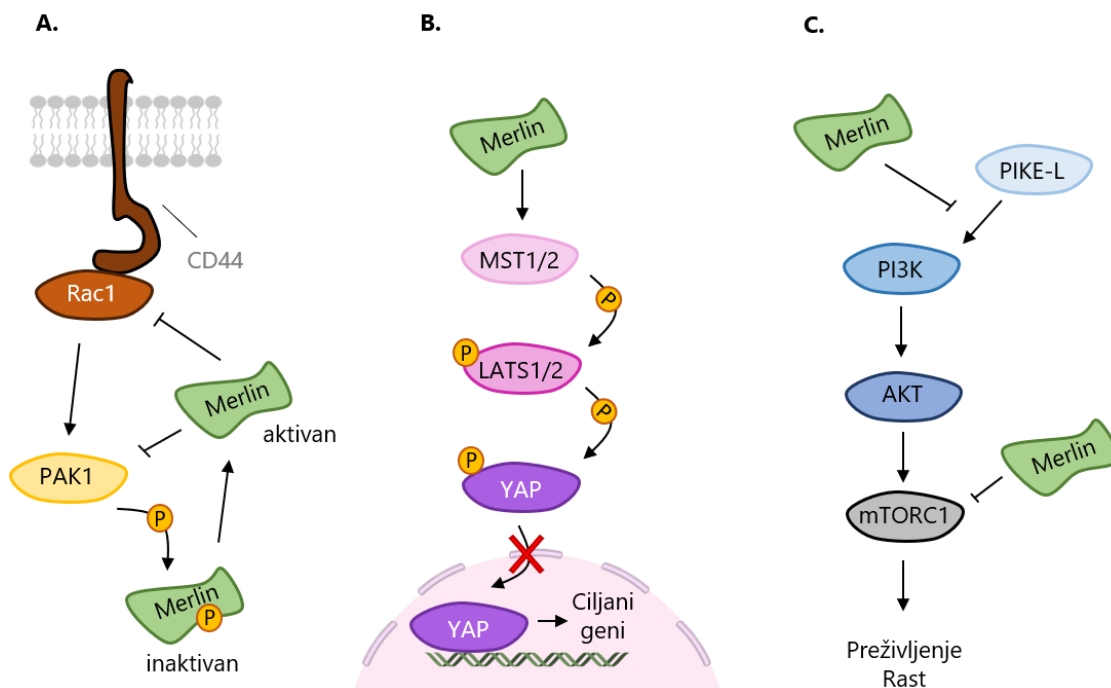 A.
CD44
Rac1
Merlin
aktivan
PAK1
P
Merlin
P
inaktivan
B.
Merlin
MST1/2
P
P
LATS1/2
P
P
YAP
YAP
Ciljani
geni
C.
Merlin
PIKE-L
PI3K
AKT
Merlin
mTORC1
Preživljenje
Rast